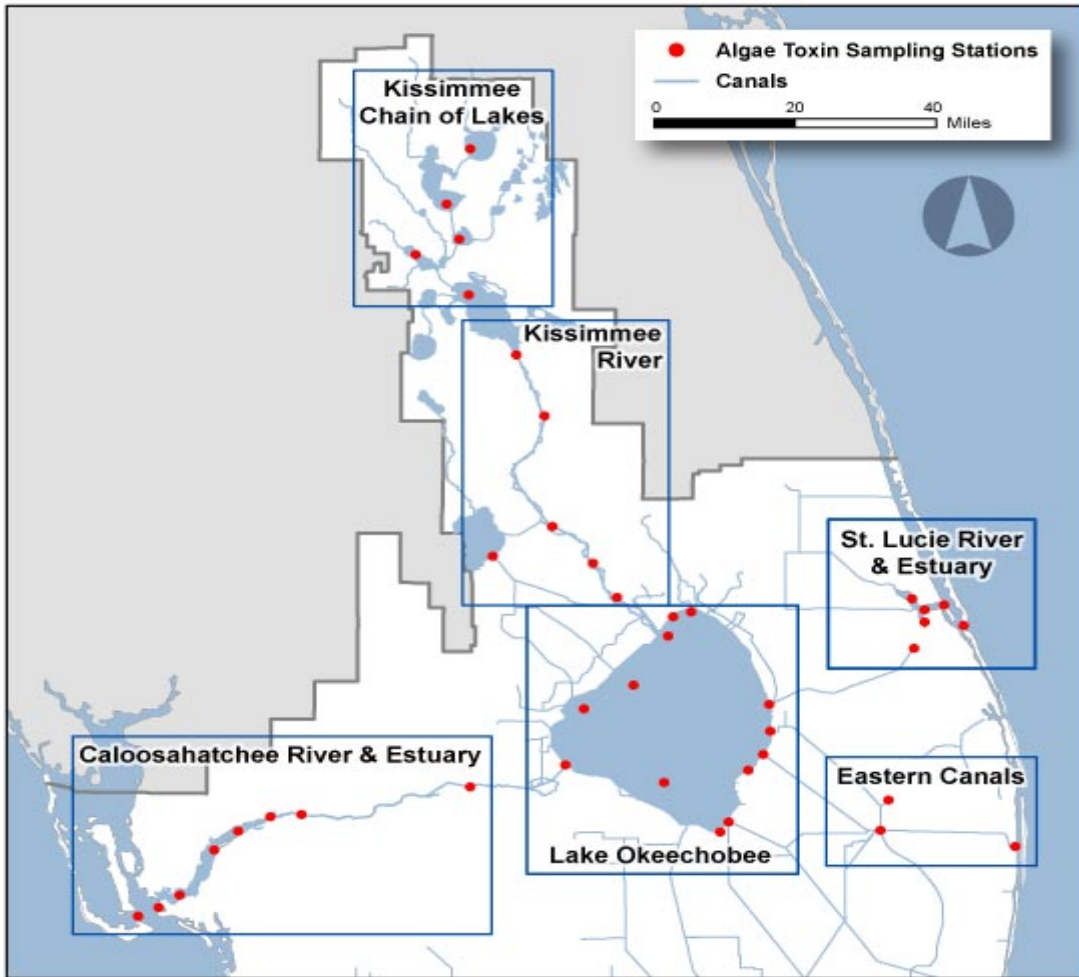 Algae Toxin Sampling Stations
Canals
0 20 40
Miles
Kissimmee
Chain of Lakes
Kissimmee
River
St. Lucie River
& Estuary
Caloosahatchee River & Estuary
Eastern Canals
Lake Okeechobee